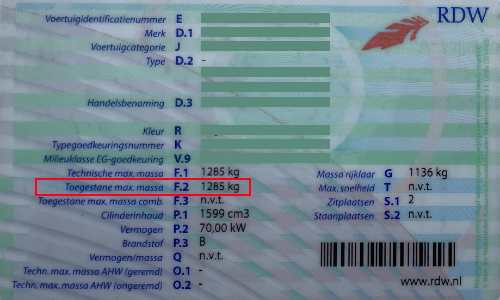 RDW
Voertuigidentificatienummer E
Merk D.1
Voertuigcategorie J
Type D.2 -
Handelsbenaming D.3
Kleur R
Typegoedkeuringsnummer K
Milieuklasse EG-goedkeuring V.9
Technische max. massa F.1 1285 kg
Toegestane max. massa F.2 1285 kg
Toegestane max. massa comb. F.3 n.v.t.
Cilinderinhoud P.1 1599 cm3
Vermogen P.2 70,00 kW
Brandstof P.3 B
Vermogen/massa Q n.v.t.
Techn. max. massa AHW (geremd) O.1 -
Techn. max. massa AHW (ongeremd) O.2 -
Massa rijklaar G 1136 kg
Max. snelheid T n.v.t.
Zitplaatsen S.1 2
Staanplaatsen S.2 n.v.t.
www.rdw.nl